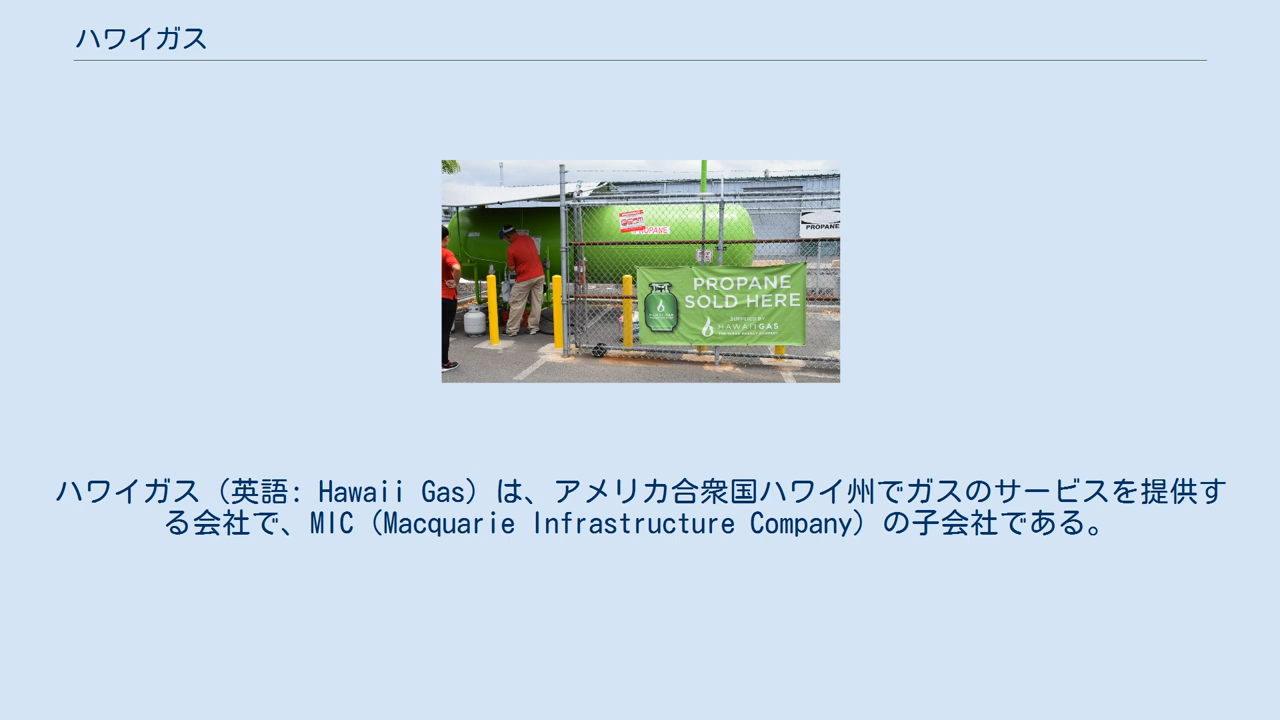 ハワイガス
PROPANE
PROPANE
PROPANE
SOLD HERE
SUPPLIED BY
HAWAIIGAS
ハワイガス（英語: Hawaii Gas）は、アメリカ合衆国ハワイ州でガスのサービスを提供す
る会社で、MIC（Macquarie Infrastructure Company）の子会社である。